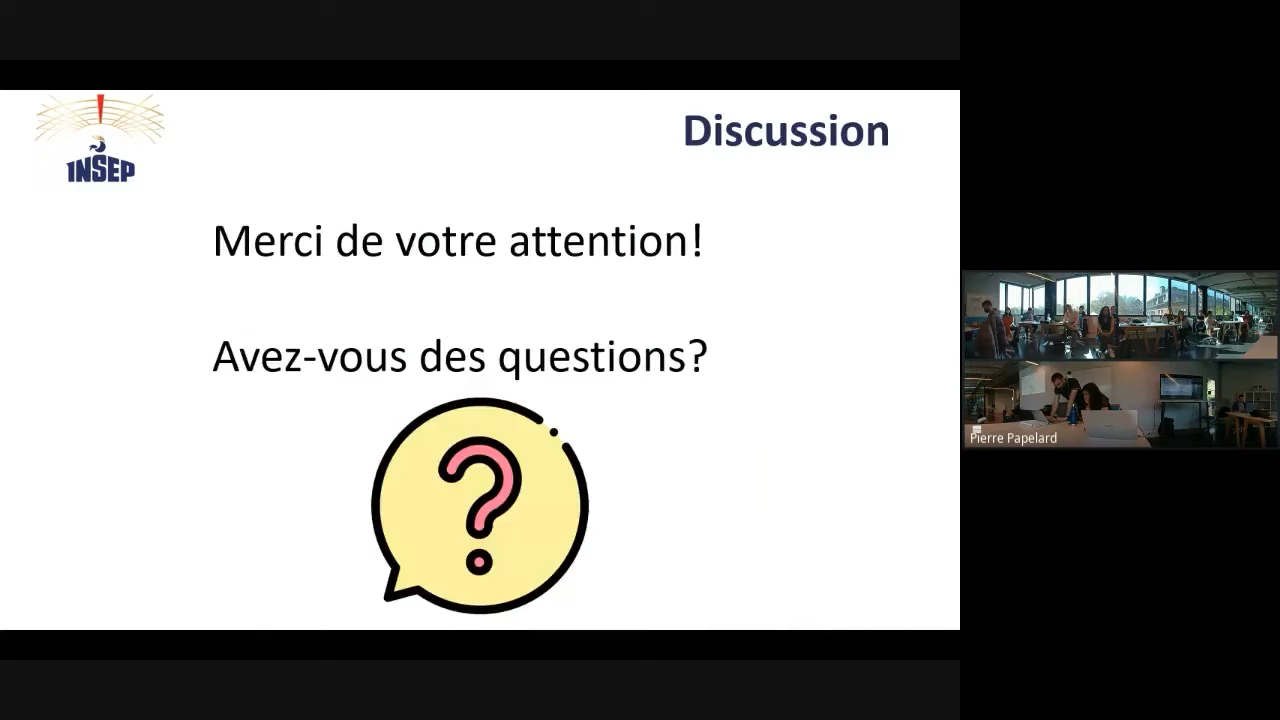 INSEP
Discussion
Merci de votre attention!
Avez-vous des questions?
Pierre Papelard